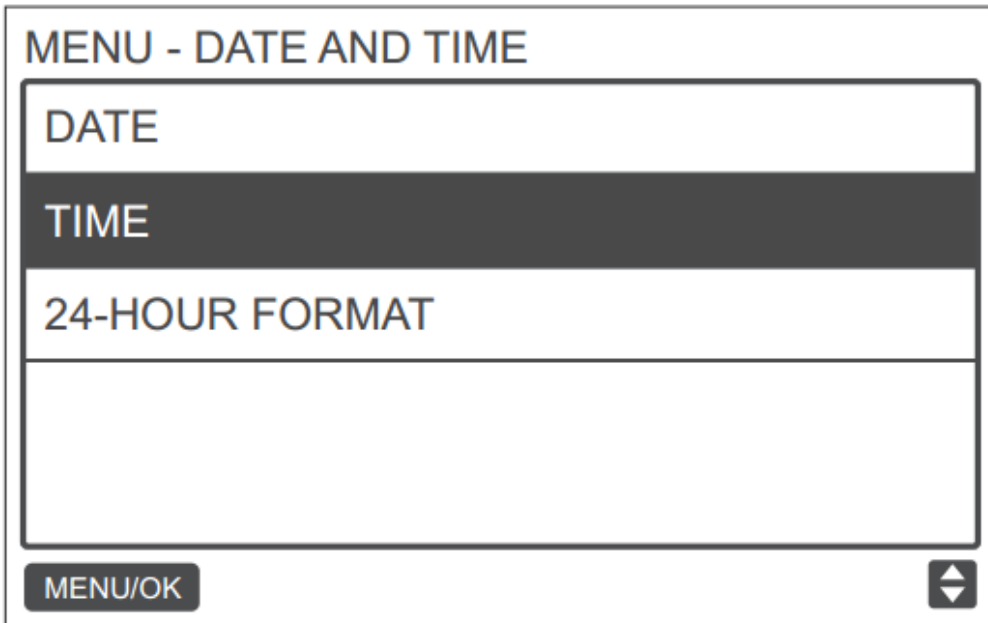 MENU - DATE AND TIME
DATE
TIME
24-HOUR FORMAT
MENU/OK